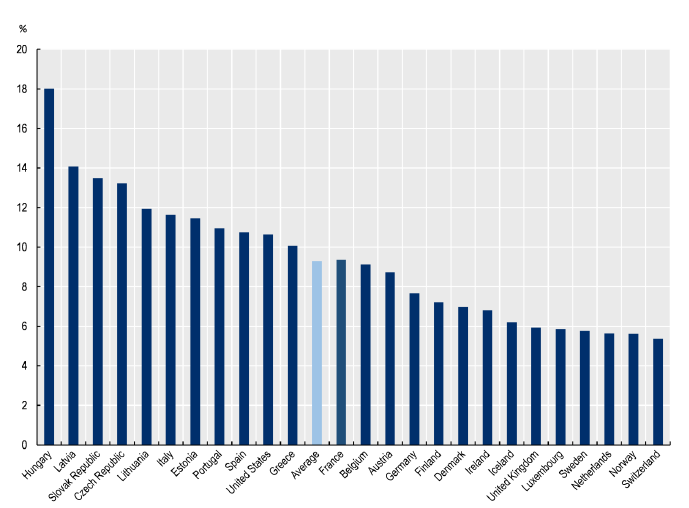 %
20
18
16
14
12
10
8
6
4
2
0
Hungary
Latvia
Slovak Republic
Czech Republic
Lithuania
Italy
Estonia
Portugal
Spain
United States
Greece
Average
France
Belgium
Austria
Germany
Finland
Denmark
Ireland
Iceland
United Kingdom
Luxembourg
Sweden
Netherlands
Norway
Switzerland